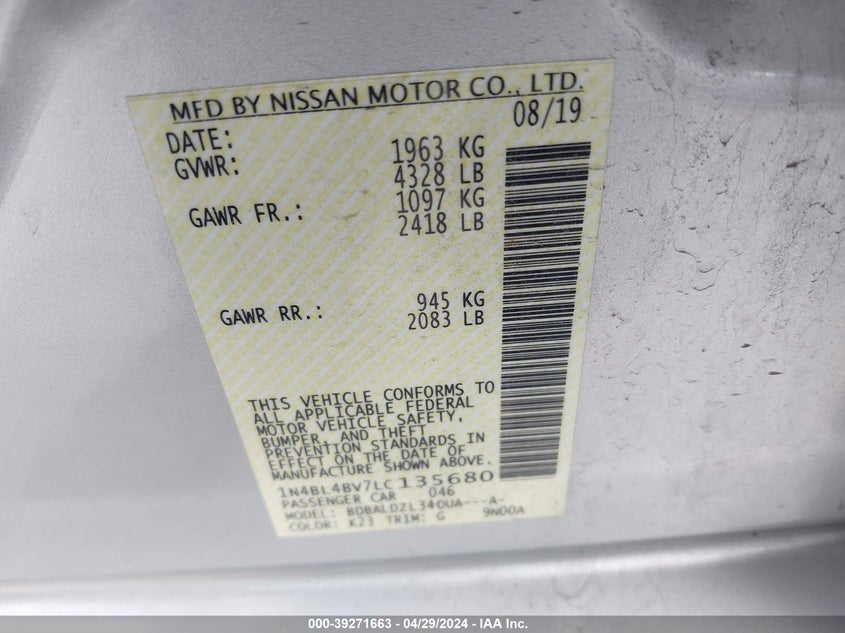 MFD BY NISSAN MOTOR CO., LTD.
DATE: 08/19
GVWR: 1963 KG
4328 LB
GAWR FR.: 1097 KG
2418 LB
GAWR RR.: 945 KG
2083 LB
THIS VEHICLE CONFORMS TO
ALL APPLICABLE FEDERAL
MOTOR VEHICLE SAFETY,
BUMPER, AND THEFT
PREVENTION STANDARDS IN
EFFECT ON THE DATE OF
MANUFACTURE SHOWN ABOVE.
1N4BL4BV7LC135680
PASSENGER CAR 046
MODEL: BDBALDZL340UA---A-
COLOR: K23 TRIM: G 9N00A
000-39271663 - 04/29/2024 - IAA Inc.